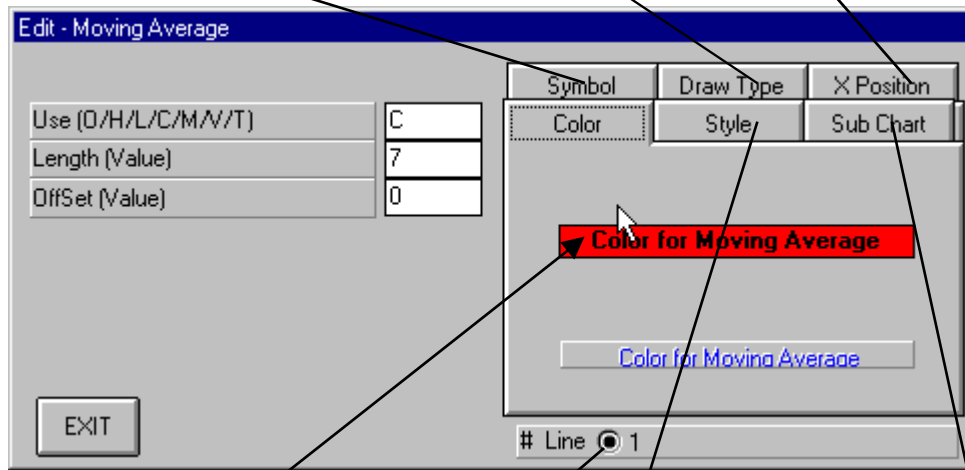 Edit - Moving Average
Symbol Draw Type X Position
Use (O/H/L/C/M/V/T) C
Color Style Sub Chart
Length (Value) 7
OffSet (Value) 0
Color for Moving Average
Color for Moving Average
EXIT
# Line 1